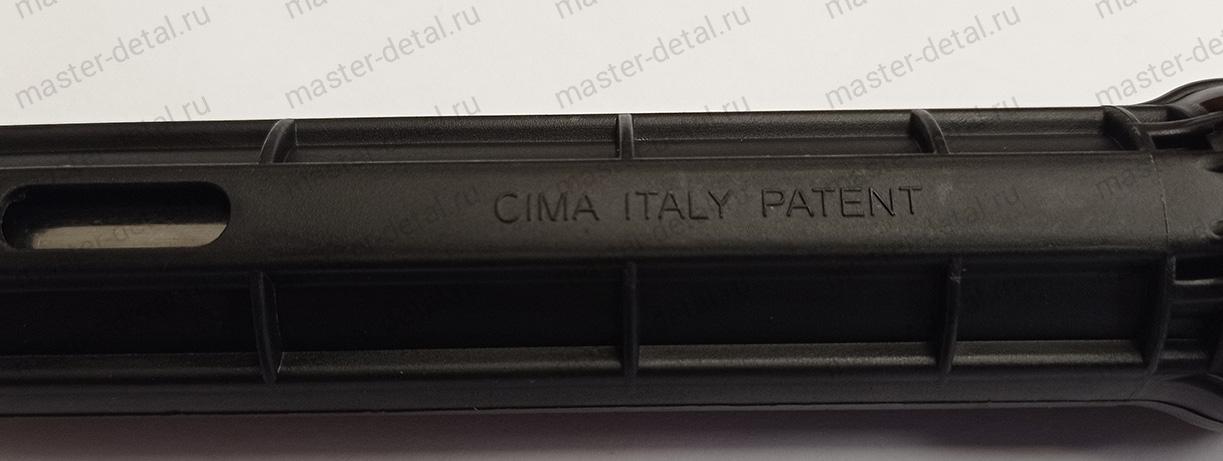 CIMA ITALY PATENT
master-detal.ru